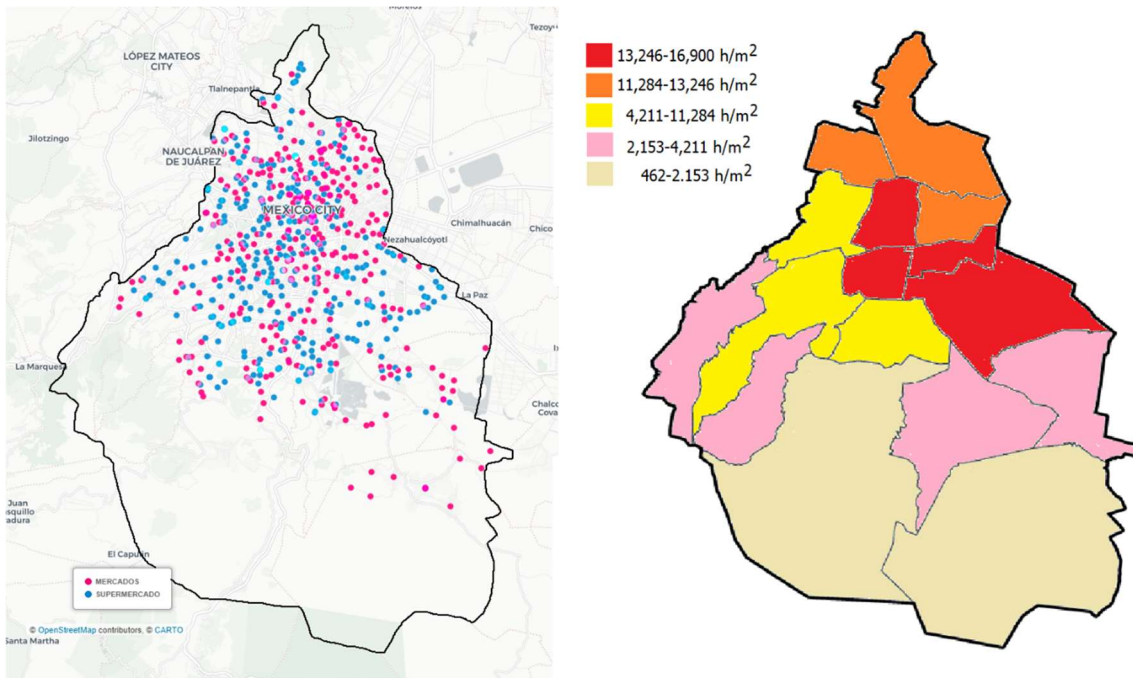 Morelos
Tezoyu
LÓPEZ MATEOS
CITY
Tlalnepantla
Jilotzingo
NAUCALPAN
DE JUÁREZ
MEXICO CITY
Chimalhuacán
Chico
Nezahualcóyotl
La Paz
La Marques
Chalco
Cova
Juan
asquillo
adura
El Capulín
MERCADOS
SUPERMERCADO
© OpenStreetMap contributors, © CARTO
Santa Martha
13,246-16,900 h/m²
11,284-13,246 h/m²
4,211-11,284 h/m²
2,153-4,211 h/m²
462-2.153 h/m²